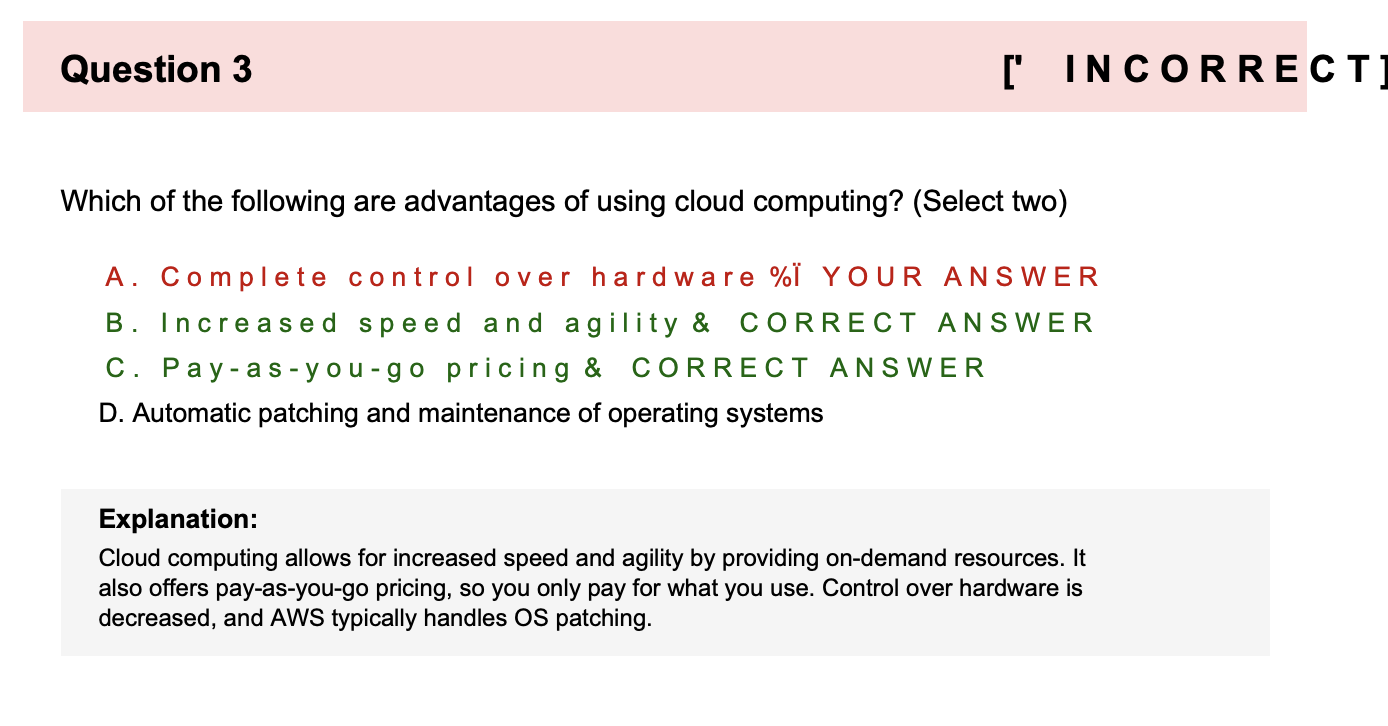 Question 3 [' INCORRECT]
Which of the following are advantages of using cloud computing? (Select two)
A. Complete control over hardware %Ï YOUR ANSWER
B. Increased speed and agility & CORRECT ANSWER
C. Pay-as-you-go pricing & CORRECT ANSWER
D. Automatic patching and maintenance of operating systems
Explanation:
Cloud computing allows for increased speed and agility by providing on-demand resources. It
also offers pay-as-you-go pricing, so you only pay for what you use. Control over hardware is
decreased, and AWS typically handles OS patching.